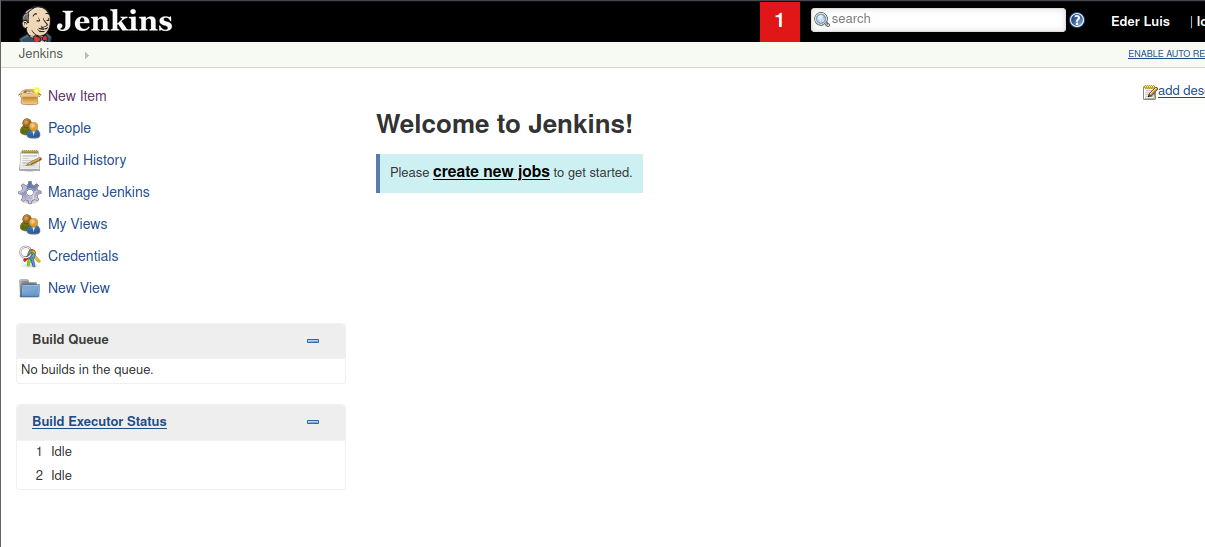 Jenkins
1
search
Eder Luis
|
Jenkins
ENABLE AUTO RE
New Item
People
Build History
Manage Jenkins
My Views
Credentials
New View
add des
Welcome to Jenkins!
Please create new jobs to get started.
Build Queue
No builds in the queue.
Build Executor Status
1 Idle
2 Idle